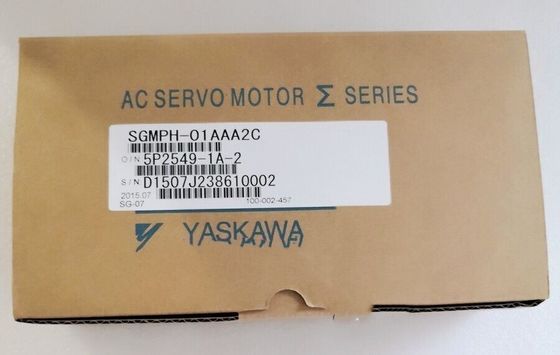 AC SERVO MOTOR Σ SERIES
SGMPH-01AAA2C
O/N 5P2549-1A-2
S/N D1507J238610002
2015.07
SG-07 100-002-457
YASKAWA